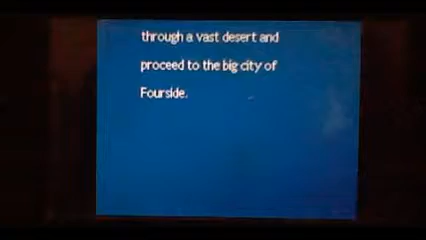 through a vast desert and
proceed to the big city of
Fourside.